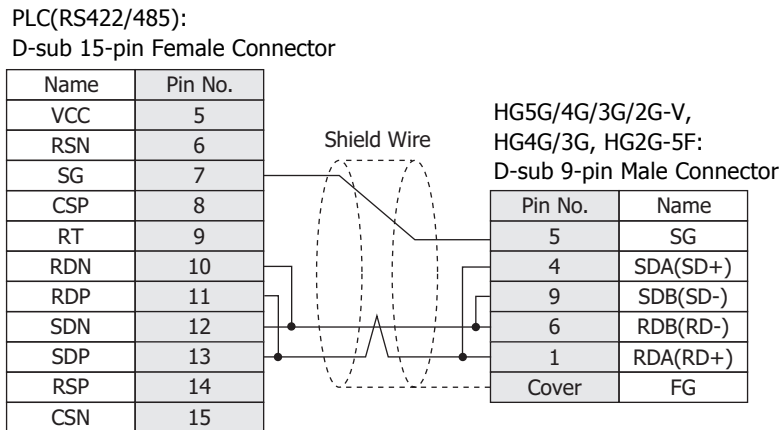 PLC(RS422/485):
D-sub 15-pin Female Connector
Name Pin No.
VCC 5
RSN 6
SG 7
CSP 8
RT 9
RDN 10
RDP 11
SDN 12
SDP 13
RSP 14
CSN 15
Shield Wire
HG5G/4G/3G/2G-V,
HG4G/3G, HG2G-5F:
D-sub 9-pin Male Connector
Pin No. Name
5 SG
4 SDA(SD+)
9 SDB(SD-)
6 RDB(RD-)
1 RDA(RD+)
Cover FG